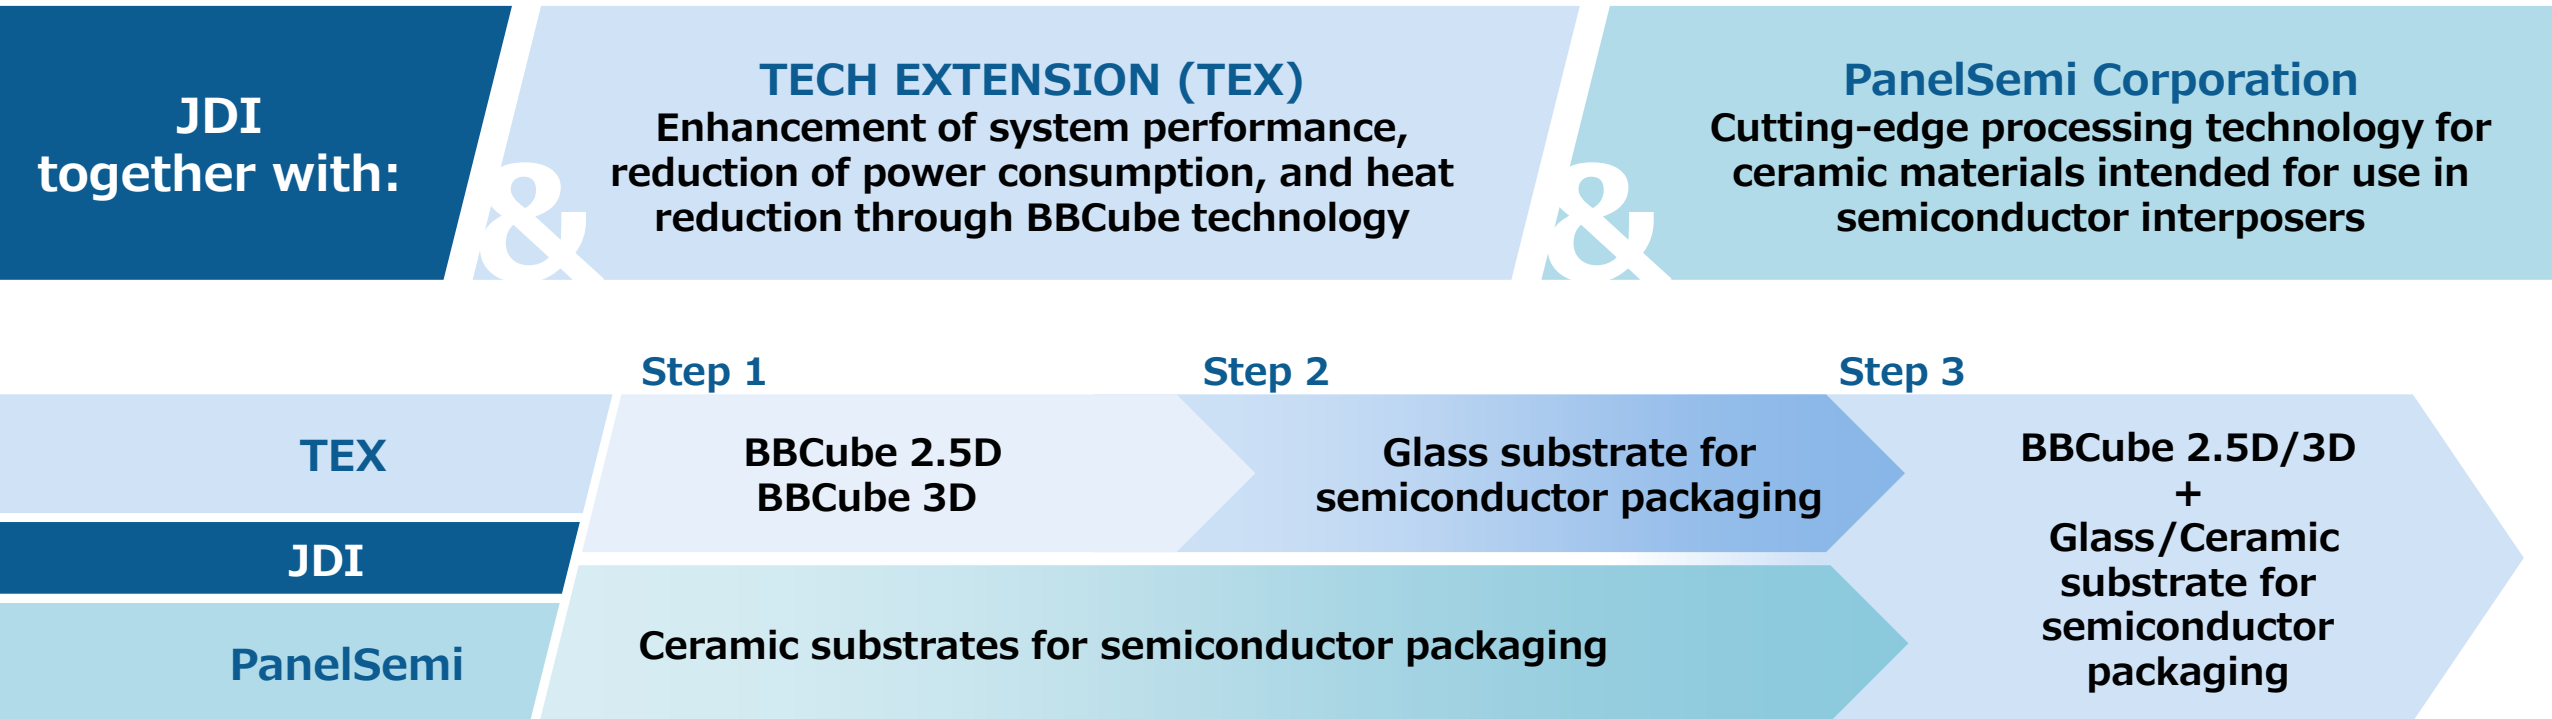 JDI
together with:
&
TECH EXTENSION (TEX)
Enhancement of system performance,
reduction of power consumption, and heat
reduction through BBCube technology
&
PanelSemi Corporation
Cutting-edge processing technology for
ceramic materials intended for use in
semiconductor interposers
Step 1
Step 2
Step 3
TEX
JDI
PanelSemi
BBCube 2.5D
BBCube 3D
Glass substrate for
semiconductor packaging
Ceramic substrates for semiconductor packaging
BBCube 2.5D/3D
+
Glass/Ceramic
substrate for
semiconductor
packaging